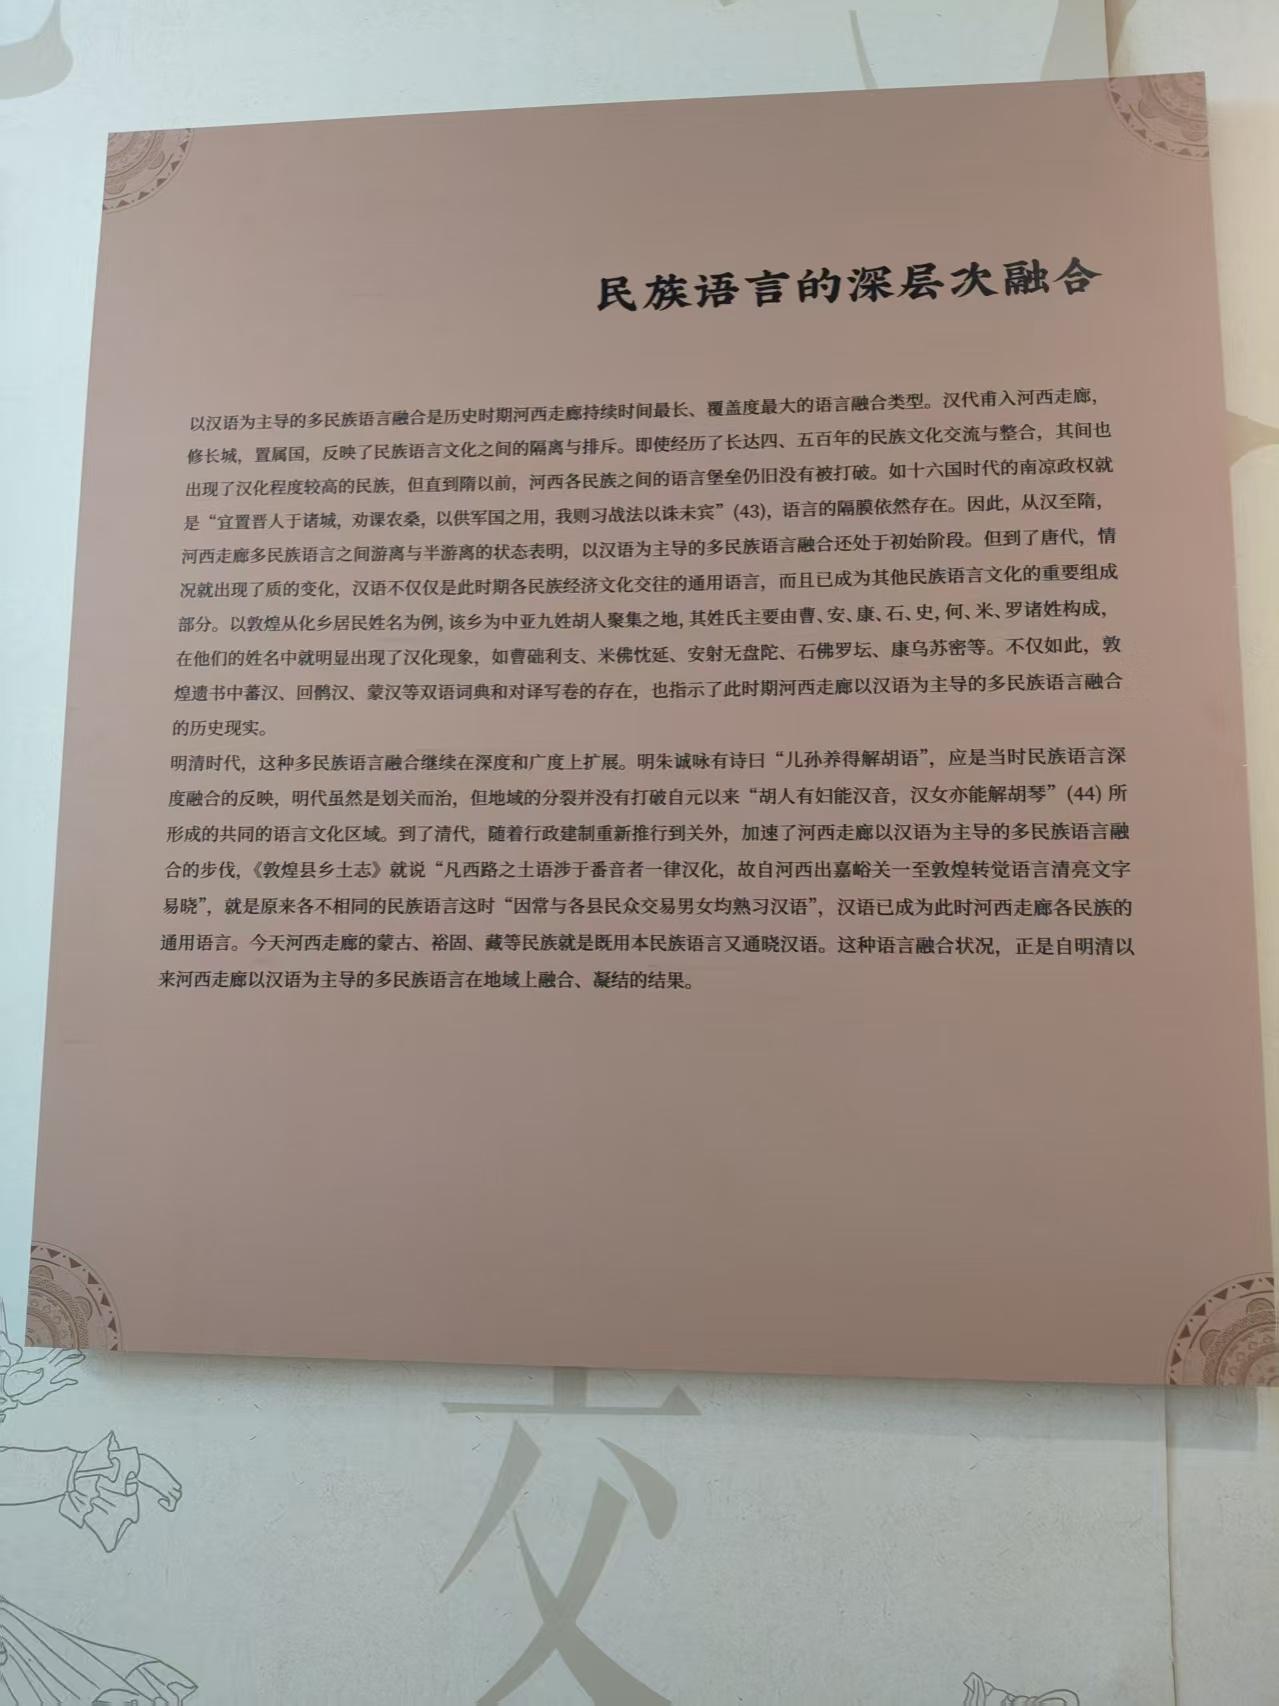 民族语言的深层次融合
以汉语为主导的多民族语言融合是历史时期河西走廊持续时间最长、覆盖度最大的语言融合类型。汉代甫入河西走廊，
修长城，置属国，反映了民族语言文化之间的隔离与排斥。即使经历了长达四、五百年的民族文化交流与整合，其间也
出现了汉化程度较高的民族，但直到隋以前，河西各民族之间的语言堡垒仍旧没有被打破。如十六国时代的南凉政权就
是“宜置晋人于诸城，劝课农桑，以供军国之用，我则习战法以诛未宾”(43)，语言的隔膜依然存在。因此，从汉至隋，
河西走廊多民族语言之间游离与半游离的状态表明，以汉语为主导的多民族语言融合还处于初始阶段。但到了唐代，情
况就出现了质的变化，汉语不仅仅是此时期各民族经济文化交往的通用语言，而且已成为其他民族语言文化的重要组成
部分。以敦煌从化乡居民姓名为例，该乡为中亚九姓胡人聚集之地，其姓氏主要由曹、安、康、石、史，何、米、罗诸姓构成，
在他们的姓名中就明显出现了汉化现象，如曹础利支、米佛忱延、安射无盘陀、石佛罗坛、康乌苏密等。不仅如此，敦
煌遗书中蕃汉、回鹘汉、蒙汉等双语词典和对译写卷的存在，也指示了此时期河西走廊以汉语为主导的多民族语言融合
的历史现实。
明清时代，这种多民族语言融合继续在深度和广度上扩展。明朱诚咏有诗曰“儿孙养得解胡语”，应是当时民族语言深
度融合的反映，明代虽然是划关而治，但地域的分裂并没有打破自元以来“胡人有妇能汉音，汉女亦能解胡琴”(44) 所
形成的共同的语言文化区域。到了清代，随着行政建制重新推行到关外，加速了河西走廊以汉语为主导的多民族语言融
合的步伐，《敦煌县乡土志》就说“凡西路之土语涉于番音者一律汉化，故自河西出嘉峪关一至敦煌转觉语言清亮文字
易晓”，就是原来各不相同的民族语言这时“因常与各县民众交易男女均熟习汉语”，汉语已成为此时河西走廊各民族的
通用语言。今天河西走廊的蒙古、裕固、藏等民族就是既用本民族语言又通晓汉语。这种语言融合状况，正是自明清以
来河西走廊以汉语为主导的多民族语言在地域上融合、凝结的结果。
交